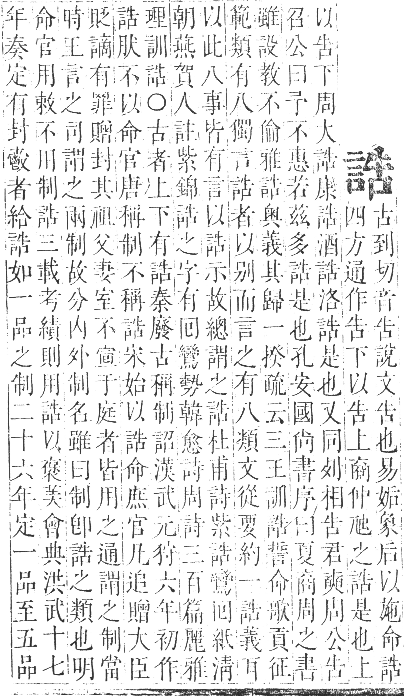 誥
古到切音告說文告也易姤象后以施命誥
四方通作告下以告上商仲虺之誥是也上
以告下周大誥康誥酒誥洛誥是也又同列相告君奭周公告
召公曰予不惠若茲多誥是也孔安國尚書序曰夏商周之書
雖設教不倫雅誥奧義其歸一揆疏云三王訓誥誓命歌貢征
範類有八獨言誥者以別而言之有八類文從要約一誥義耳
以此八事皆有言以誥示故總謂之誥杜甫詩紫誥鸞回紙清
朝燕賀人註紫錦誥之字有回鸞勢韓愈詩周詩三百篇麗雅
理訓誥○古者上下有誥秦廢古稱制詔漢武元狩六年初作
誥朕不以命官唐稱制不稱誥宋始以誥命庶官凡追贈大臣
貶謫有罪贈封其祖父妻室不宣于庭者皆用之通謂之制當
時王言之司謂之兩制故分內外制名雖曰制卽誥之類也明
命官用敕不用制誥三載考績則用誥以褒美會典洪武十七
年奏定有封爵者給誥如一品之制二十六年定一品至五品